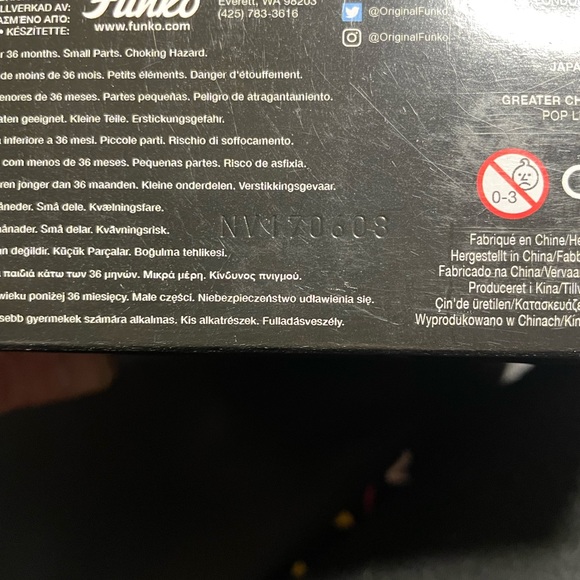 ILLVERKAD AV:
ΑΣΜΈΝΟ ΑΠΌ:
• KÉSZÍTETTE:
Funko
www.funko.com
Everett, WA 98203
(425) 783-3616
@OriginalFunko
@OriginalFunko
JAPA
GREATER CH
POP L
r 36 months. Small Parts. Choking Hazard.
de moins de 36 mois. Petits éléments. Danger d'étouffement.
enores de 36 meses. Partes pequeñas. Peligro de atragantamiento.
aten geeignet. Kleine Teile. Erstickungsgefahr.
inferiore a 36 mesi. Piccole parti. Rischio di soffocamento.
com menos de 36 meses. Pequenas partes. Risco de asfixia.
ren jonger dan 36 maanden. Kleine onderdelen. Verstikkingsgevaar.
åneder. Små dele. Kvælningsfare.
månader. Små delar. Kvävningsrisk.
n değildir. Küçük Parçalar. Boğulma tehlikesi.
παιδιά κάτω των 36 μηνών. Μικρά μέρη. Κίνδυνος πνιγμού.
wieku poniżej 36 miesięcy. Małe części. Niebezpieczeństwo udławienia się.
sebb gyermekek számára alkalmas. Kis alkatrészek. Fulladásveszély.
NV170608
0-3
Fabriqué en Chine/He
Hergestellt in China/Fabb
Fabricado na China/Vervaa
Produceret i Kina/Tillv
Çin'de üretilen/Κατασκευάζε
Wyprodukowano w Chinach/Kín